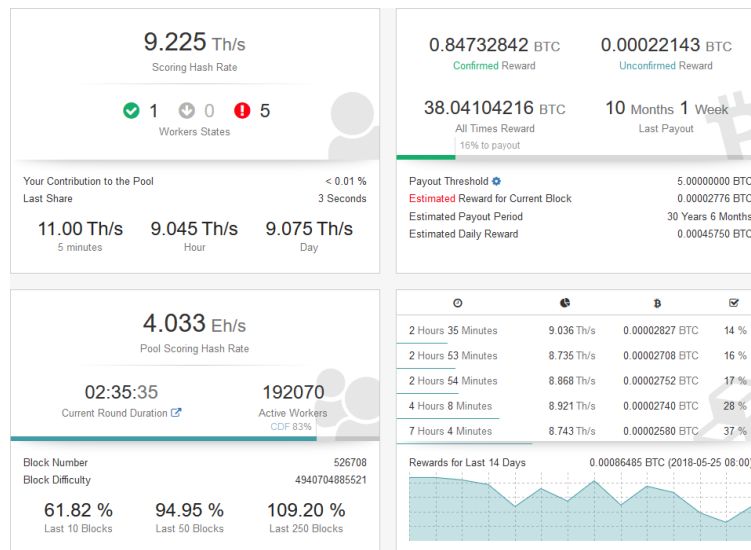 9.225 Th/s
Scoring Hash Rate
1 0 5
Workers States
Your Contribution to the Pool < 0.01 %
Last Share 3 Seconds
11.00 Th/s 9.045 Th/s 9.075 Th/s
5 minutes Hour Day
0.84732842 BTC 0.00022143 BTC
Confirmed Reward Unconfirmed Reward
38.04104216 BTC 10 Months 1 Week
All Times Reward Last Payout
16% to payout
Payout Threshold 5.00000000 BTC
Estimated Reward for Current Block 0.00002776 BTC
Estimated Payout Period 30 Years 6 Months
Estimated Daily Reward 0.00045750 BTC
4.033 Eh/s
Pool Scoring Hash Rate
02:35:35 192070
Current Round Duration Active Workers
CDF 83%
Block Number 526708
Block Difficulty 4940704885521
61.82 % 94.95 % 109.20 %
Last 10 Blocks Last 50 Blocks Last 250 Blocks
2 Hours 35 Minutes 9.036 Th/s 0.00002827 BTC 14 %
2 Hours 53 Minutes 8.735 Th/s 0.00002708 BTC 16 %
2 Hours 54 Minutes 8.868 Th/s 0.00002752 BTC 17 %
4 Hours 8 Minutes 8.921 Th/s 0.00002740 BTC 28 %
7 Hours 4 Minutes 8.743 Th/s 0.00002580 BTC 37 %
Rewards for Last 14 Days 0.00086485 BTC (2018-05-25 08:00)